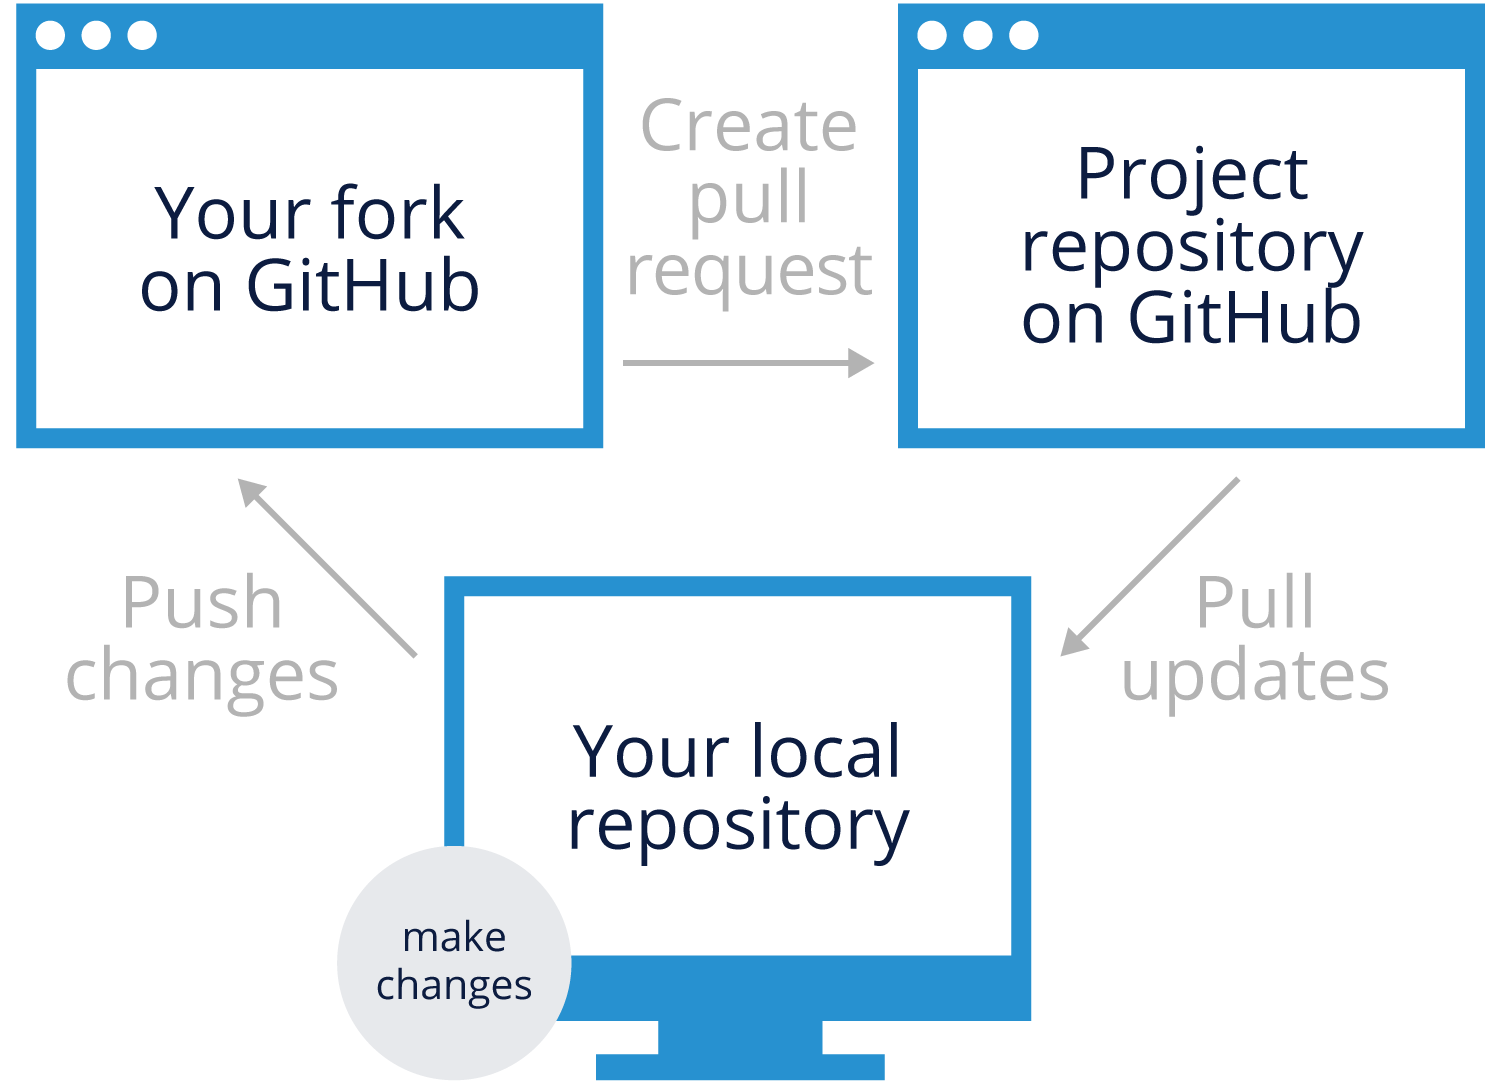 Your fork
on GitHub
Create
pull
request
Project
repository
on GitHub
Push
changes
Pull
updates
Your local
repository
make
changes